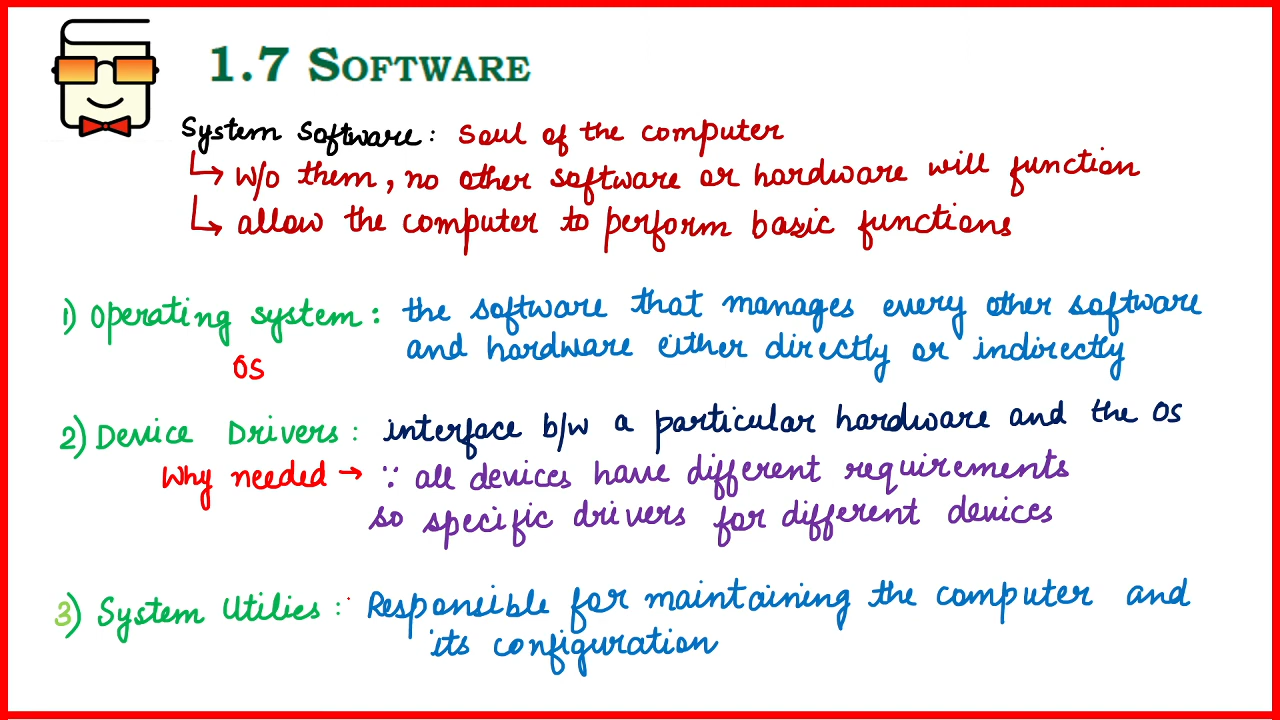 1.7 SOFTWARE
System Software: Soul of the computer
↳ w/o them, no other software or hardware will function
↳ allow the computer to perform basic functions
1) Operating system: the software that manages every other software
and hardware either directly or indirectly
OS
2) Device Drivers: interface b/w a particular hardware and the OS
Why needed → ∵ all devices have different requirements
so specific drivers for different devices
3) System Utilies: Responsible for maintaining the computer and
its configuration